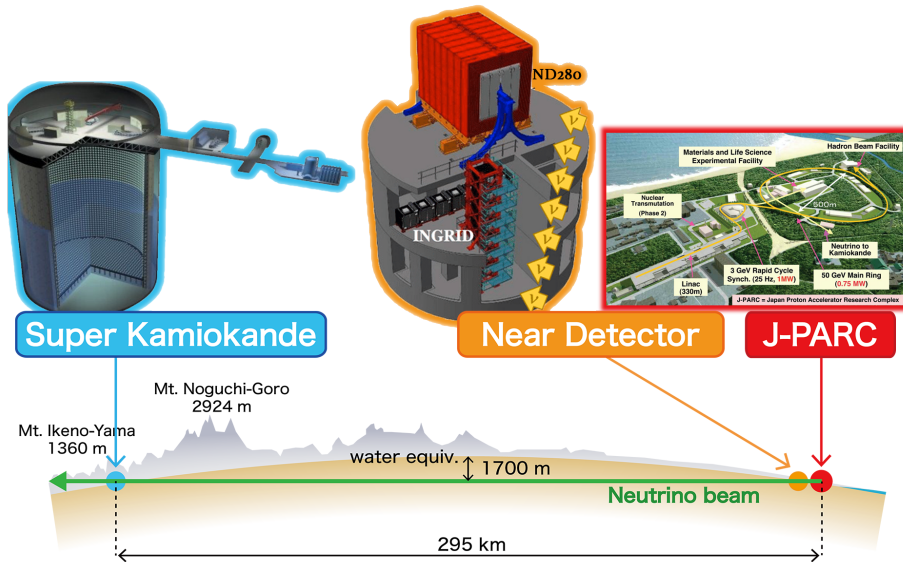 ND280
INGRID
ν
ν
ν
ν
ν
ν
ν
Materials and Life Science
Experimental Facility
Hadron Beam Facility
Nuclear
Transmutation
(Phase 2)
500m
Neutrino to
Kamiokande
Linac
(330m)
3 GeV Rapid Cycle
Synch. (25 Hz, 1MW)
50 GeV Main Ring
(0.75 MW)
J-PARC = Japan Proton Accelerator Research Complex
Super Kamiokande
Near Detector
J-PARC
Mt. Noguchi-Goro
2924 m
Mt. Ikeno-Yama
1360 m
water equiv.
1700 m
Neutrino beam
295 km